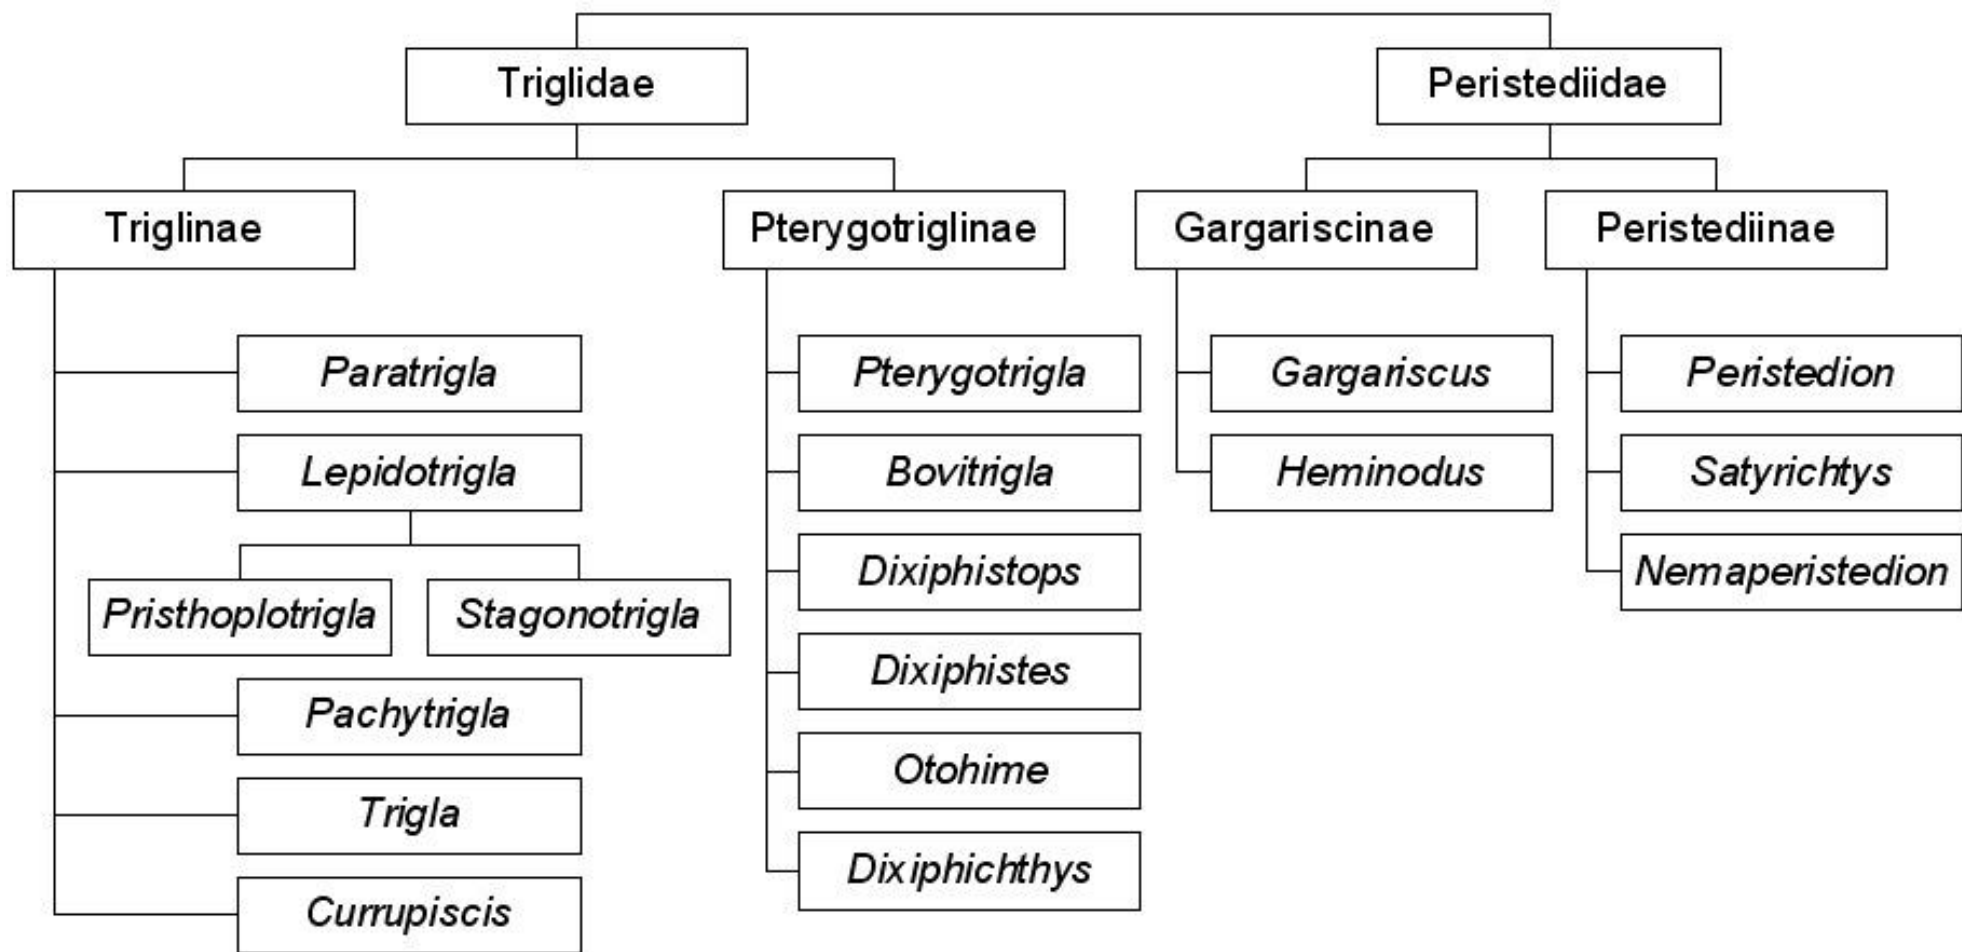 Triglidae
Peristediidae
Triglinae
Pterygotriglinae
Gargariscinae
Peristediinae
Paratrigla
Pterygotrigla
Gargariscus
Peristedion
Lepidotrigla
Bovitrigla
Heminodus
Satyrichtys
Dixiphistops
Nemaperistedion
Pristhoplotrigla
Stagonotrigla
Dixiphistes
Pachytrigla
Otohime
Trigla
Dixiphichthys
Currupiscis